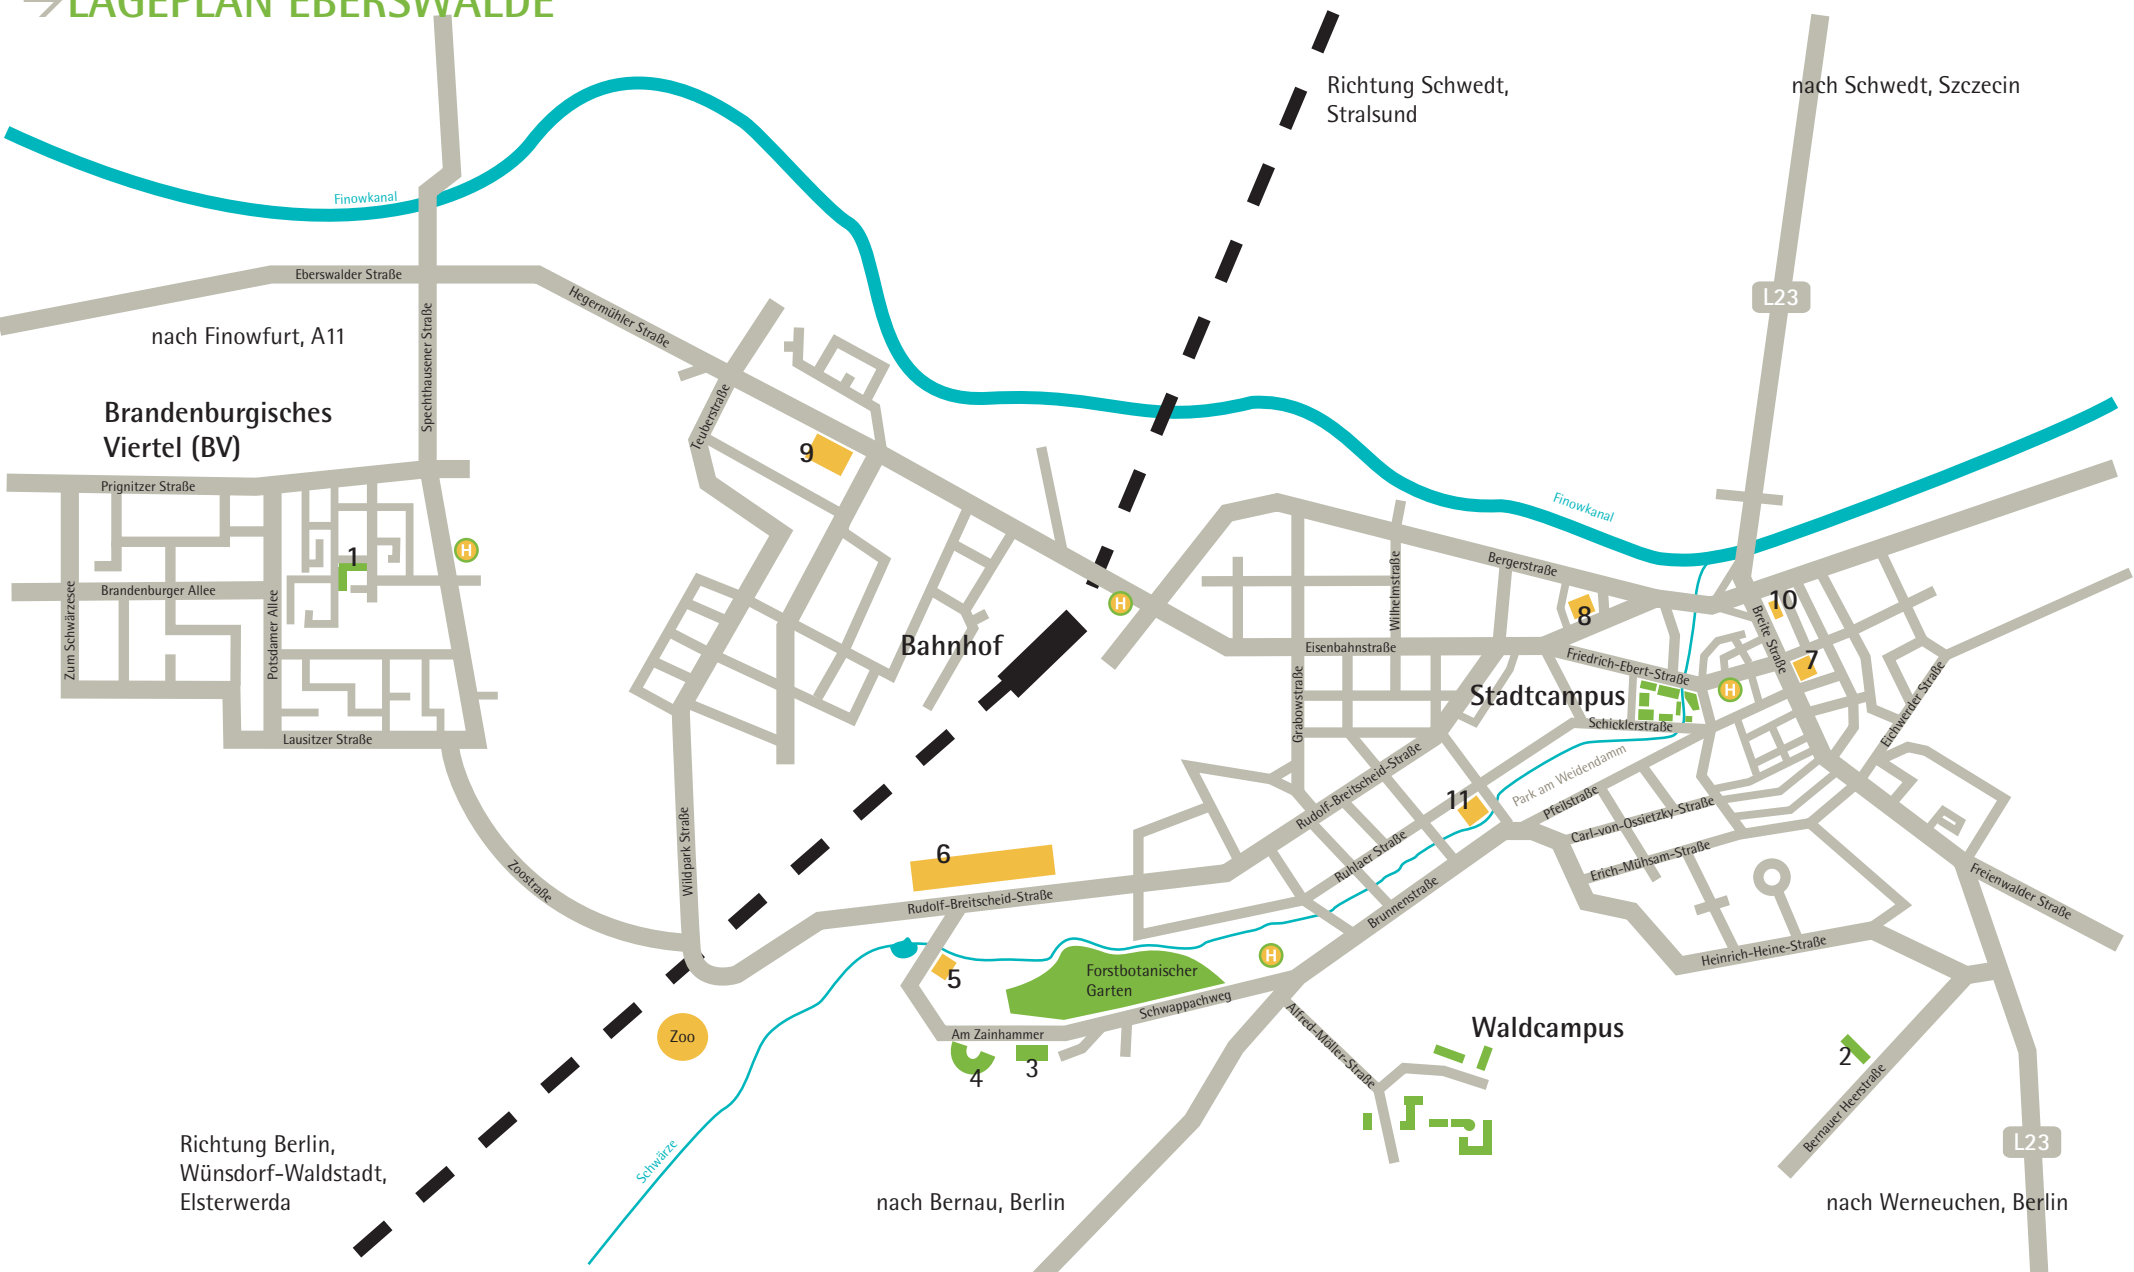 →LAGEPLAN EBERSWALDE
Richtung Schwedt,
Stralsund
nach Schwedt, Szczecin
Finowkanal
Eberswalder Straße
Hegermühler Straße
L23
nach Finowfurt, A11
Spechthausener Straße
Brandenburgisches
Viertel (BV)
Teuberstraße
9
Prignitzer Straße
Finowkanal
1
H
Bergerstraße
Wilhelmstraße
Zum Schwärzesee
Brandenburger Allee
Potsdamer Allee
H
8
10
Breite Straße
Bahnhof
Eisenbahnstraße
Friedrich-Ebert-Straße
7
Grabowstraße
Stadtcampus
H
Eichwerder Straße
Schicklerstraße
Lausitzer Straße
Rudolf-Breitscheid-Straße
Park am Weidendamm
11
Pfeilstraße
Carl-von-Ossietzky-Straße
Wildpark Straße
Zoostraße
6
Ruhlaer Straße
Erich-Mühsam-Straße
Rudolf-Breitscheid-Straße
Brunnenstraße
Freienwalder Straße
Heinrich-Heine-Straße
H
5
Forstbotanischer
Garten
Schwappachweg
Zoo
Am Zainhammer
Alfred-Möller-Straße
Waldcampus
4
3
2
Bernauer Heerstraße
Richtung Berlin,
Wünsdorf-Waldstadt,
Elsterwerda
Schwärze
L23
nach Bernau, Berlin
nach Werneuchen, Berlin